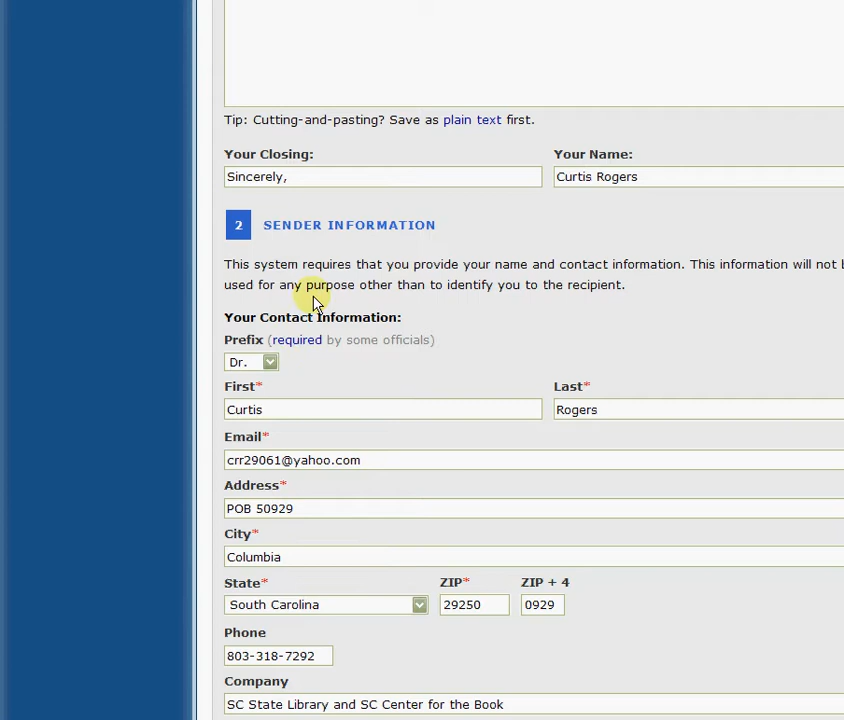 Tip: Cutting-and-pasting? Save as plain text first.
Your Closing: Your Name:
Sincerely, Curtis Rogers
2 SENDER INFORMATION
This system requires that you provide your name and contact information. This information will not
used for any purpose other than to identify you to the recipient.
Your Contact Information:
Prefix (required by some officials)
Dr.
First* Last*
Curtis Rogers
Email*
crr29061@yahoo.com
Address*
POB 50929
City*
Columbia
State* ZIP* ZIP + 4
South Carolina 29250 0929
Phone
803-318-7292
Company
SC State Library and SC Center for the Book